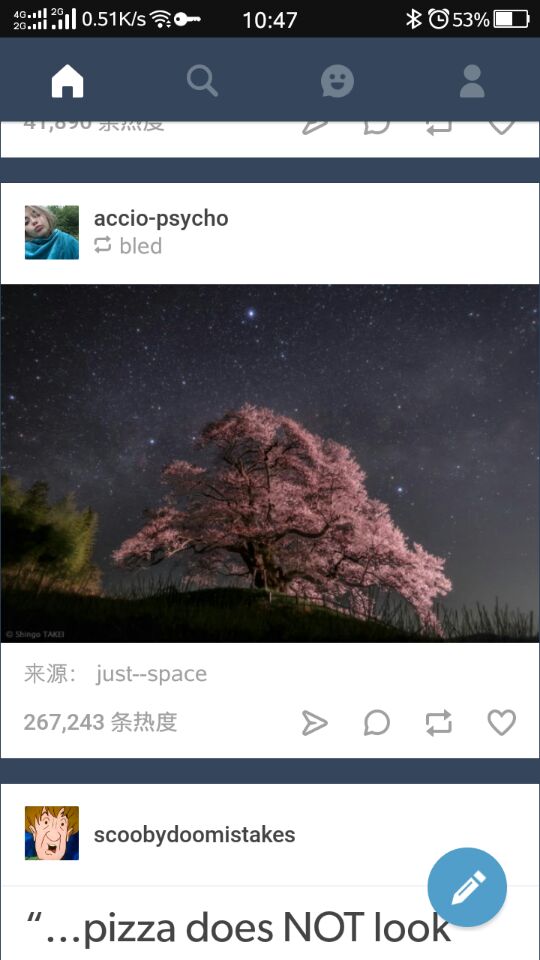 4G 2G 2G 0.51K/s 10:47 53%
41,890 条热度
accio-psycho
bled
© Shingo TAKEI
来源： just--space
267,243 条热度
scoobydoomistakes
“...pizza does NOT look